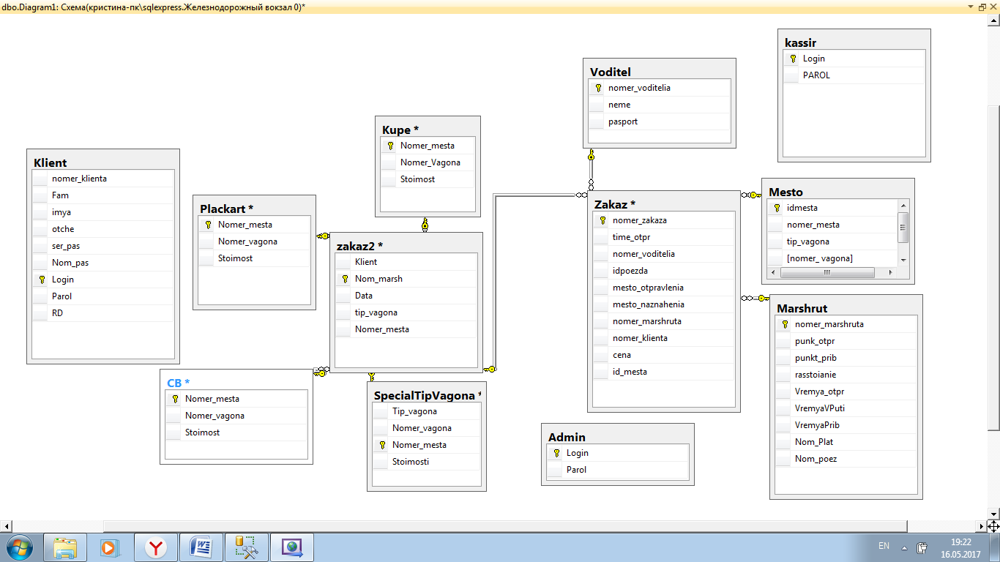 dbo.Diagram1: Схема(кристина-пк\sqlexpress.Железнодорожный вокзал 0)*
Klient
nomer_klienta
Fam
imya
otche
ser_pas
Nom_pas
Login
Parol
RD
Plackart *
Nomer_mesta
Nomer_vagona
Stoimost
Kupe *
Nomer_mesta
Nomer_Vagona
Stoimost
zakaz2 *
Klient
Nom_marsh
Data
tip_vagona
Nomer_mesta
CB *
Nomer_mesta
Nomer_vagona
Stoimost
SpecialTipVagona *
Tip_vagona
Nomer_vagona
Nomer_mesta
Stoimosti
Voditel
nomer_voditelia
neme
pasport
Zakaz *
nomer_zakaza
time_otpr
nomer_voditelia
idpoezda
mesto_otpravlenia
mesto_naznahenia
nomer_marshruta
nomer_klienta
cena
id_mesta
Admin
Login
Parol
kassir
Login
PAROL
Mesto
idmesta
nomer_mesta
tip_vagona
[nomer_ vagona]
Marshrut
nomer_marshruta
punk_otpr
punkt_prib
rasstoianie
Vremya_otpr
VremyaVPuti
VremyaPrib
Nom_Plat
Nom_poez
EN
19:22
16.05.2017